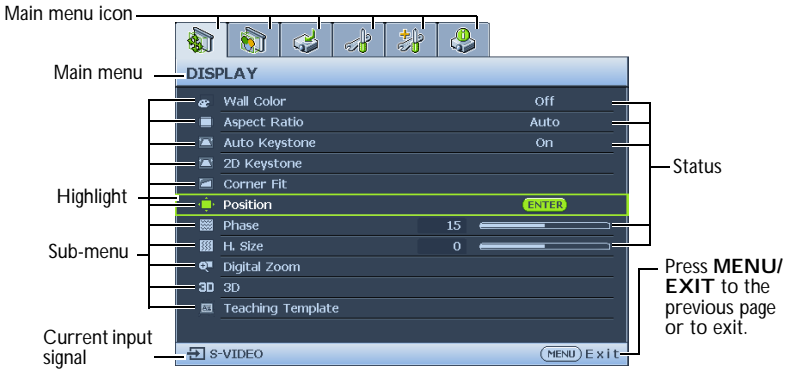 Main menu icon
Main menu
DISPLAY
Wall Color Off
Aspect Ratio Auto
Auto Keystone On
2D Keystone
Corner Fit
Status
Highlight
Position ENTER
Phase 15
Sub-menu
H. Size 0
Digital Zoom
3D 3D
Teaching Template
Press MENU/
EXIT to the
previous page
or to exit.
Current input
signal
S-VIDEO
MENU Exit